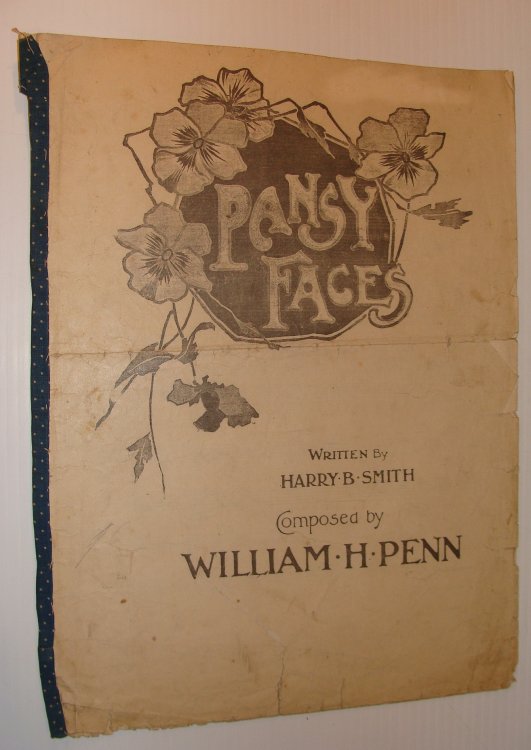 PANSY
FACES
WRITTEN BY
HARRY·B·SMITH
Composed by
WILLIAM·H·PENN